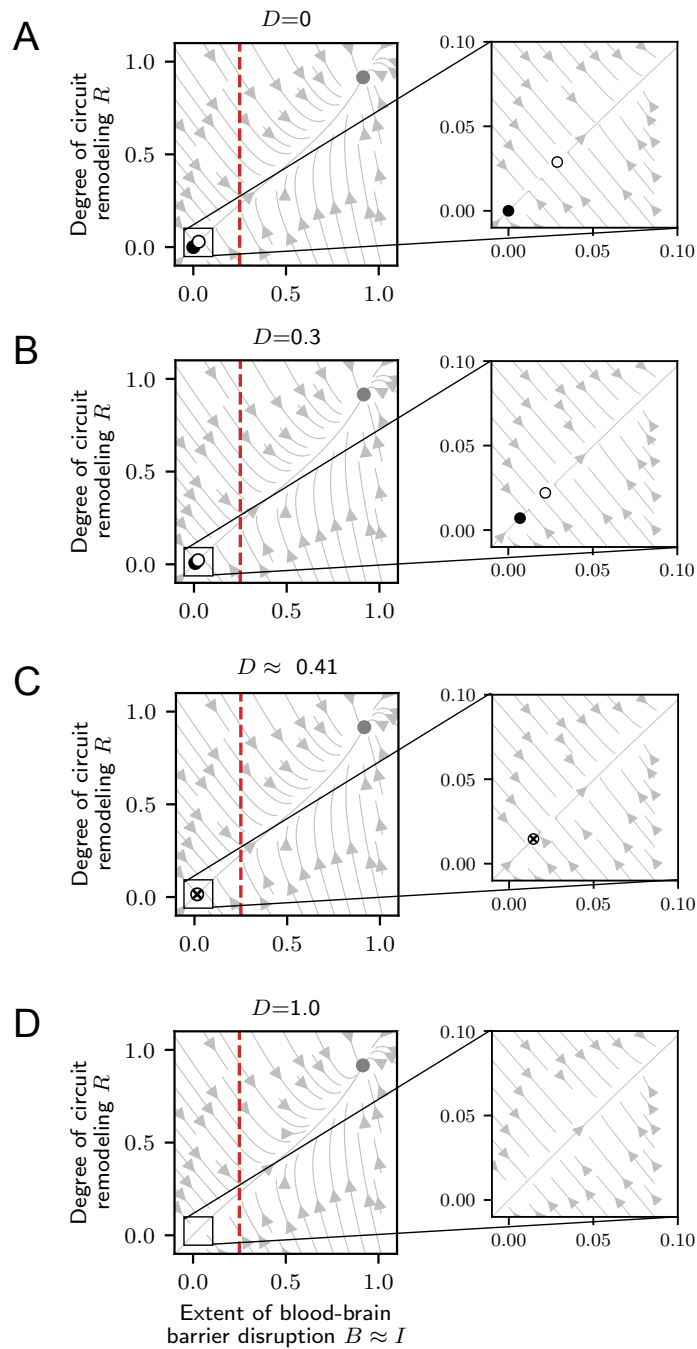 A
D=0
Degree of circuit
remodeling R
1.0
0.5
0.0
0.0
0.5
1.0
0.10
0.05
0.00
0.00
0.05
0.10
B
D=0.3
Degree of circuit
remodeling R
1.0
0.5
0.0
0.0
0.5
1.0
0.10
0.05
0.00
0.00
0.05
0.10
C
D ≈ 0.41
Degree of circuit
remodeling R
1.0
0.5
0.0
0.0
0.5
1.0
0.10
0.05
0.00
0.00
0.05
0.10
D
D=1.0
Degree of circuit
remodeling R
1.0
0.5
0.0
0.0
0.5
1.0
0.10
0.05
0.00
0.00
0.05
0.10
Extent of blood-brain
barrier disruption B ≈ I